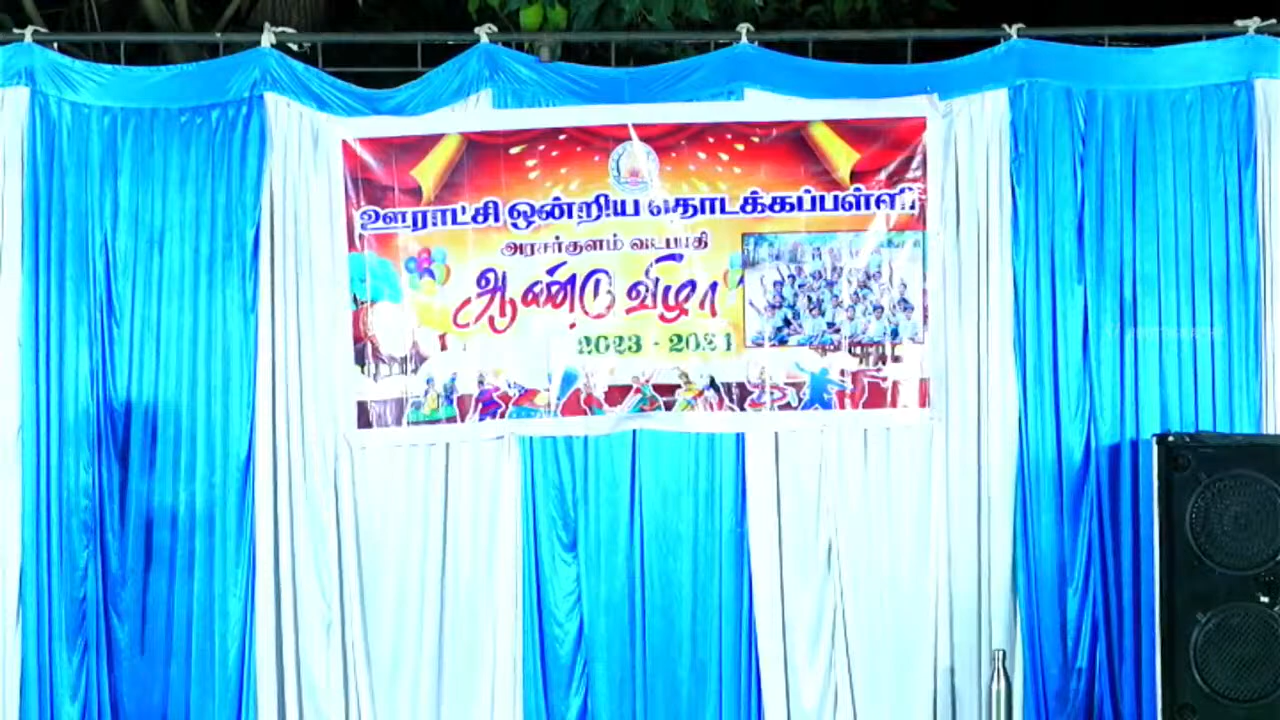 ஊராட்சி ஒன்றிய தொடக்கப்பள்ளி
அரசர்குளம் வடபாதி
ஆண்டு விழா
2023 - 2024